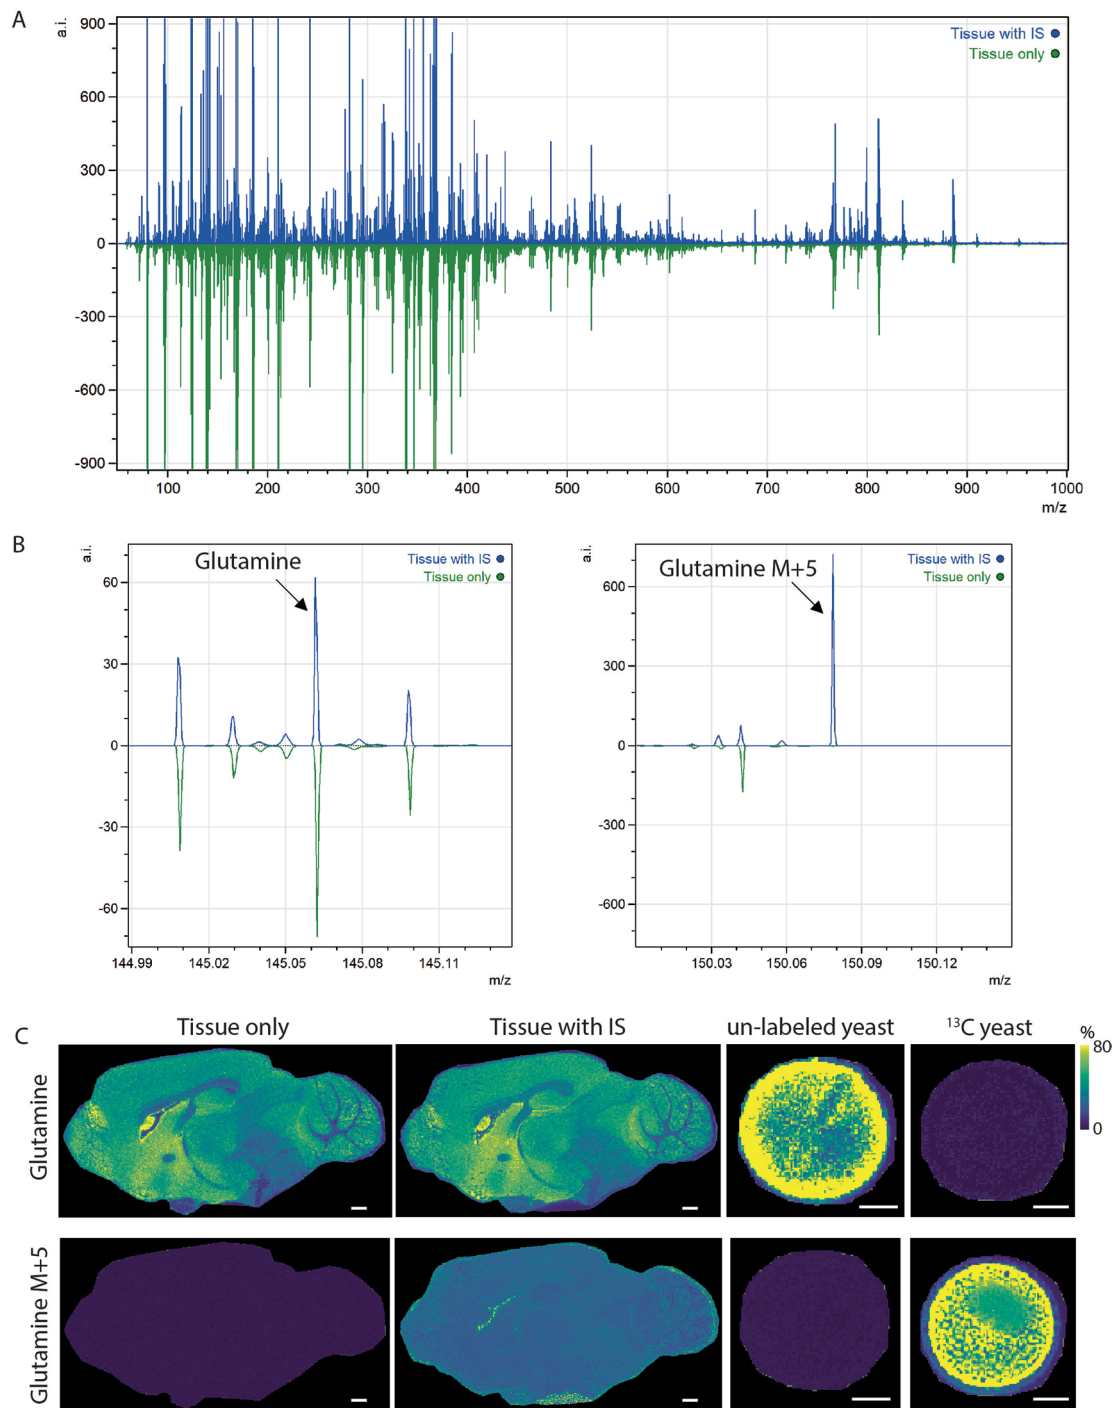 A
a.i.
900
600
300
0
-300
-600
-900
Tissue with IS
Tissue only
100 200 300 400 500 600 700 800 900 1000
m/z
B
a.i.
60
30
0
-30
-60
Glutamine
Tissue with IS
Tissue only
144.99 145.02 145.05 145.08 145.11
m/z
a.i.
600
300
0
-300
-600
Glutamine M+5
Tissue with IS
Tissue only
150.03 150.06 150.09 150.12
m/z
C
Tissue only Tissue with IS un-labeled yeast ¹³C yeast
%
80
0
Glutamine
Glutamine M+5